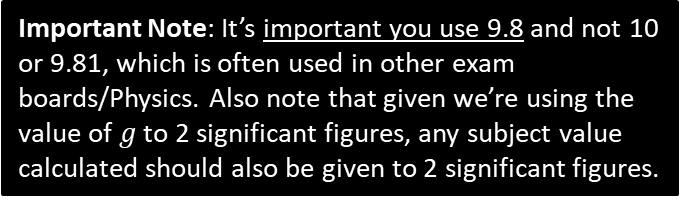 Important Note: It’s important you use 9.8 and not 10
or 9.81, which is often used in other exam
boards/Physics. Also note that given we’re using the
value of 𝑔 to 2 significant figures, any subject value
calculated should also be given to 2 significant figures.